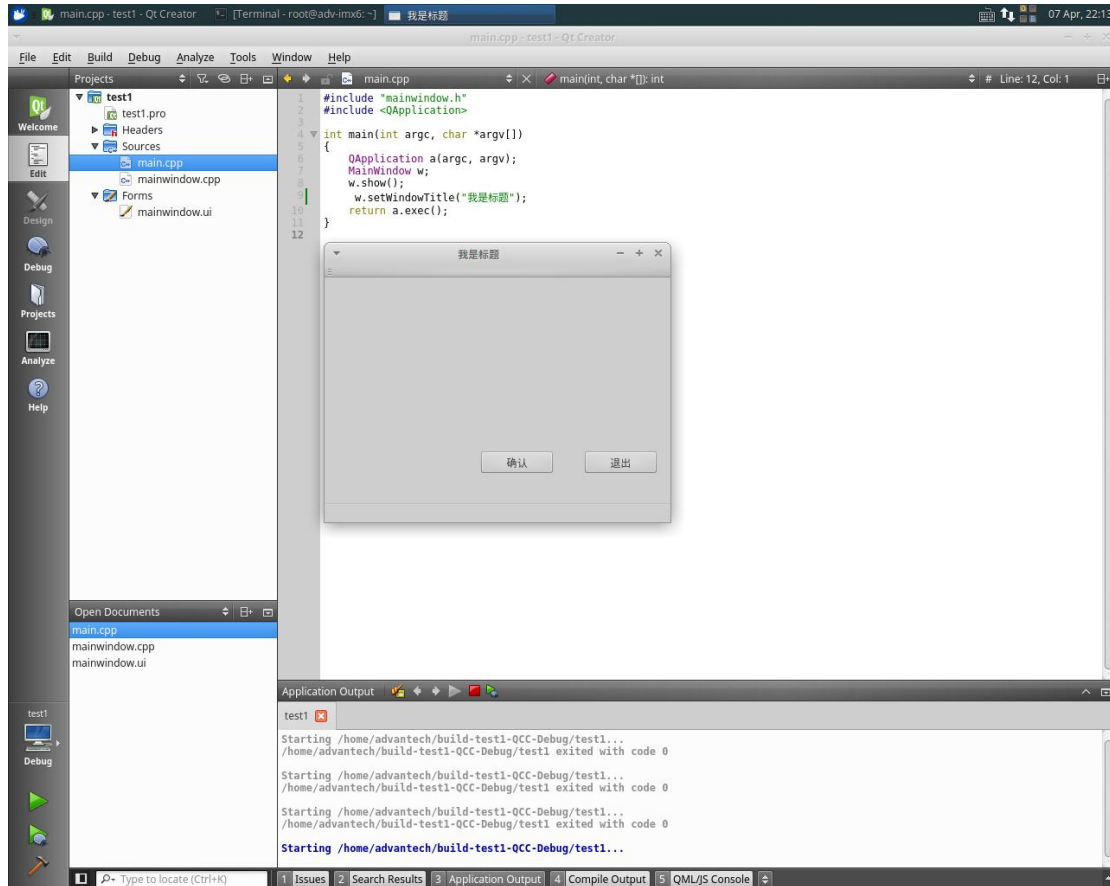 main.cpp - test1 - Qt Creator
[Terminal - root@adv-imx6: ~]
我是标题
07 Apr, 22:13
main.cpp - test1 - Qt Creator
File Edit Build Debug Analyze Tools Window Help
Projects
main.cpp
main(int, char *[]): int
# Line: 12, Col: 1
Welcome
Edit
Design
Debug
Projects
Analyze
Help
test1
test1.pro
Headers
Sources
main.cpp
mainwindow.cpp
Forms
mainwindow.ui
1 #include "mainwindow.h"
2 #include <QApplication>
3
4 int main(int argc, char *argv[])
5 {
6 QApplication a(argc, argv);
7 MainWindow w;
8 w.show();
9 w.setWindowTitle("我是标题");
10 return a.exec();
11 }
12
我是标题
确认
退出
Open Documents
main.cpp
mainwindow.cpp
mainwindow.ui
test1
Debug
Application Output
test1
Starting /home/advantech/build-test1-QCC-Debug/test1...
/home/advantech/build-test1-QCC-Debug/test1 exited with code 0
Starting /home/advantech/build-test1-QCC-Debug/test1...
/home/advantech/build-test1-QCC-Debug/test1 exited with code 0
Starting /home/advantech/build-test1-QCC-Debug/test1...
/home/advantech/build-test1-QCC-Debug/test1 exited with code 0
Starting /home/advantech/build-test1-QCC-Debug/test1...
Type to locate (Ctrl+K)
1 Issues 2 Search Results 3 Application Output 4 Compile Output 5 QML/JS Console